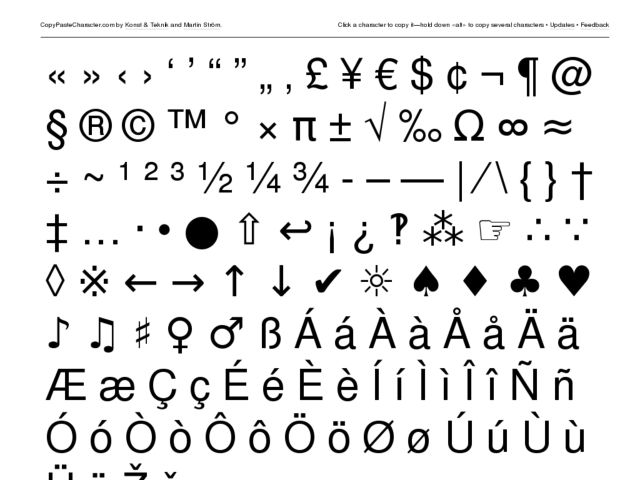 CopyPasteCharacter.com by Konst & Teknik and Martin Ström.
Click a character to copy it—hold down «alt» to copy several characters • Updates • Feedback
« » ‹ › ‘ ’ “ ” „ ‚ £ ¥ € $ ¢ ¬ ¶ @
§ ® © ™ ° × π ± √ ‰ Ω ∞ ≈
÷ ~ ¹ ² ³ ½ ¼ ¾ - – — | ⁄ \ { } †
‡ … · • ● ⇧ ↩ ¡ ¿ ‽ ⁂ ☞ ∴ ∵
◊ ※ ← → ↑ ↓ ✔ ☼ ♠ ♦ ♣ ♥
♪ ♫ ♯ ♀ ♂ ß Á á À à Å å Ä ä
Æ æ Ç ç É é È è Í í Ì ì Î î Ñ ñ
Ó ó Ò ò Ô ô Ö ö Ø ø Ú ú Ù ù